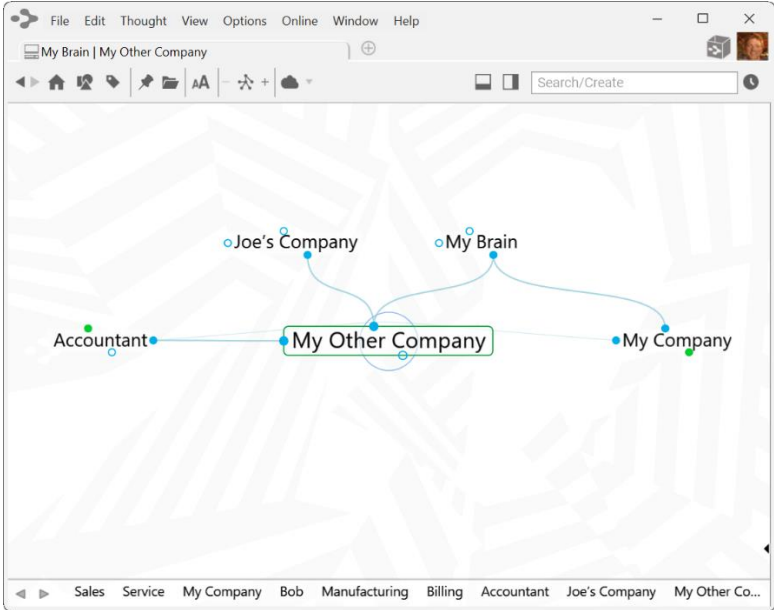 File Edit Thought View Options Online Window Help
My Brain | My Other Company
AA Search/Create
Joe's Company My Brain
Accountant My Other Company My Company
Sales Service My Company Bob Manufacturing Billing Accountant Joe's Company My Other Co...